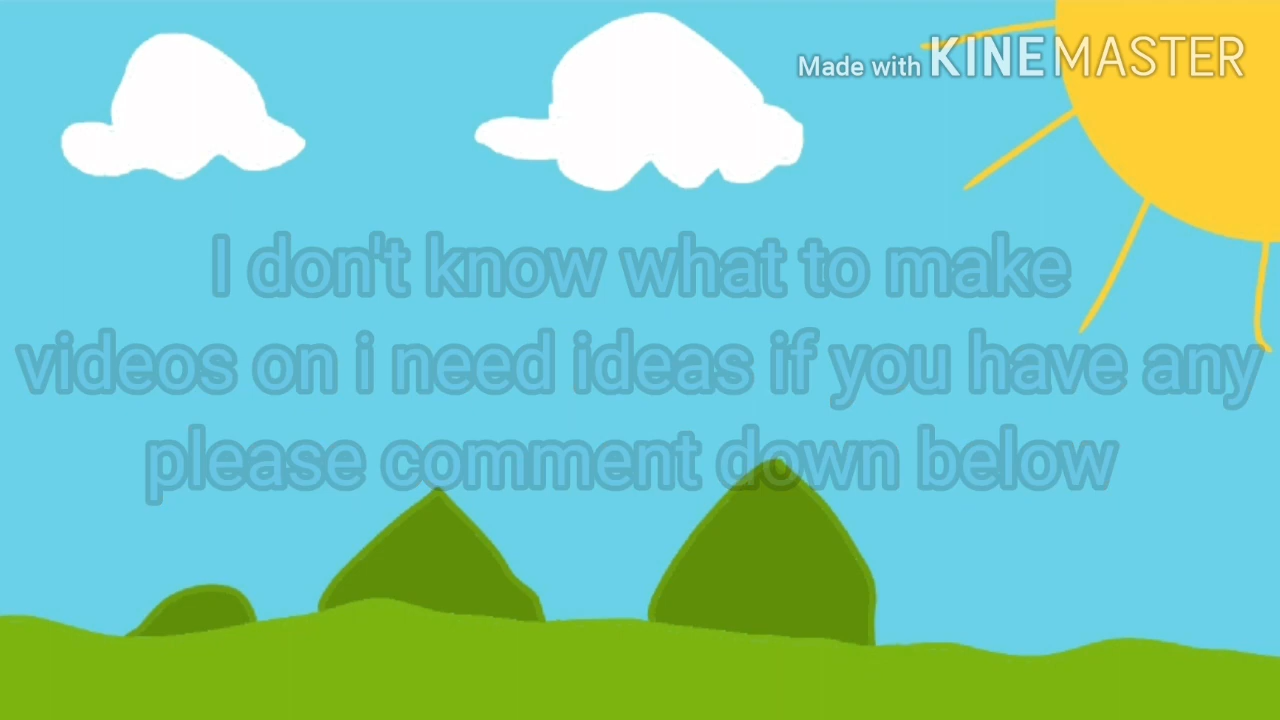 Made with KINEMASTER
I don't know what to make
videos on i need ideas if you have any
please comment down below